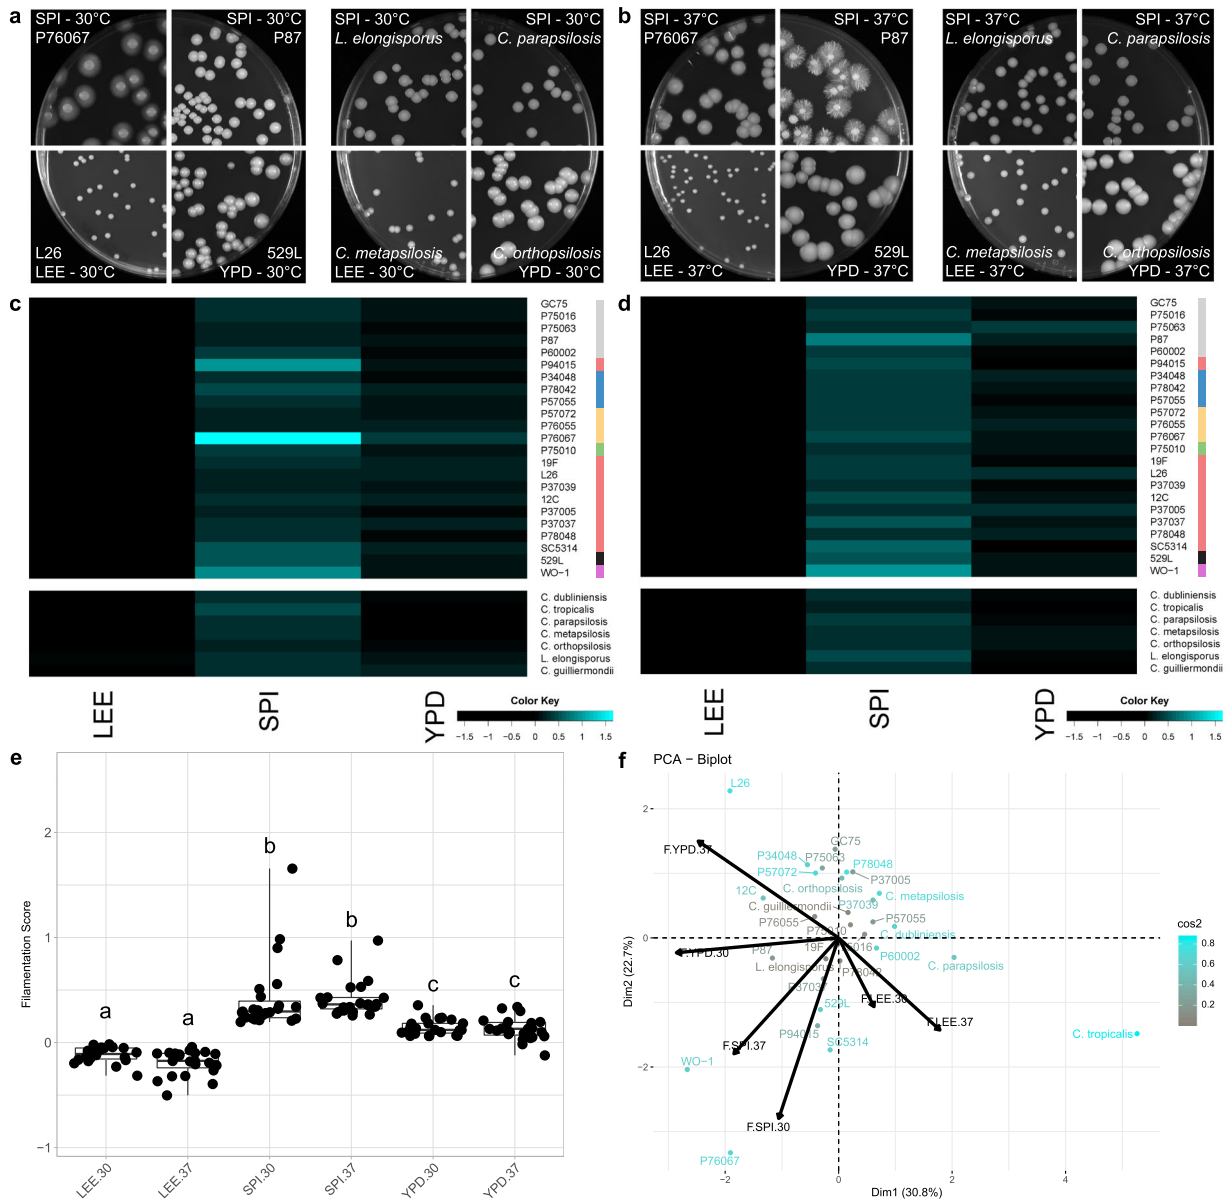 a
SPI - 30°C
P76067
SPI - 30°C
P87
L26
LEE - 30°C
529L
YPD - 30°C
SPI - 30°C
L. elongisporus
SPI - 30°C
C. parapsilosis
C. metapsilosis
LEE - 30°C
C. orthopsilosis
YPD - 30°C
b
SPI - 37°C
P76067
SPI - 37°C
P87
L26
LEE - 37°C
529L
YPD - 37°C
SPI - 37°C
L. elongisporus
SPI - 37°C
C. parapsilosis
C. metapsilosis
LEE - 37°C
C. orthopsilosis
YPD - 37°C
c
GC75
P75016
P75063
P87
P60002
P94015
P34048
P78042
P57055
P57072
P76055
P76067
P75010
19F
L26
P37039
12C
P37005
P37037
P78048
SC5314
529L
WO-1
C. dubliniensis
C. tropicalis
C. parapsilosis
C. metapsilosis
C. orthopsilosis
L. elongisporus
C. guilliermondii
LEE
SPI
YPD
Color Key
−1.5 −1 0 0.5 1 1.5
d
GC75
P75016
P75063
P87
P60002
P94015
P34048
P78042
P57055
P57072
P76055
P76067
P75010
19F
L26
P37039
12C
P37005
P37037
P78048
SC5314
529L
WO-1
C. dubliniensis
C. tropicalis
C. parapsilosis
C. metapsilosis
C. orthopsilosis
L. elongisporus
C. guilliermondii
LEE
SPI
YPD
Color Key
−1.5 −1 0 0.5 1 1.5
e
Filamentation Score
2
1
0
−1
a
a
b
b
c
c
LEE.30
LEE.37
SPI.30
SPI.37
YPD.30
YPD.37
f
PCA − Biplot
L26
F.YPD.37
GC75
P34048
P75063
P78048
P57072
P37005
C. orthopsilosis
12C
C. metapsilosis
C. guilliermondii
P37039
P76055
P57055
P75010
C. dubliniensis
F.YPD.30
P87
19F
P75016
P60002
L. elongisporus
P78042
C. parapsilosis
P37037
F.LEE.30
529L
F.LEE.37
P94015
C. tropicalis
F.SPI.37
SC5314
WO−1
F.SPI.30
P76067
2
0
−2
−2
0
2
4
Dim2 (22.7%)
Dim1 (30.8%)
cos2
0.8
0.6
0.4
0.2